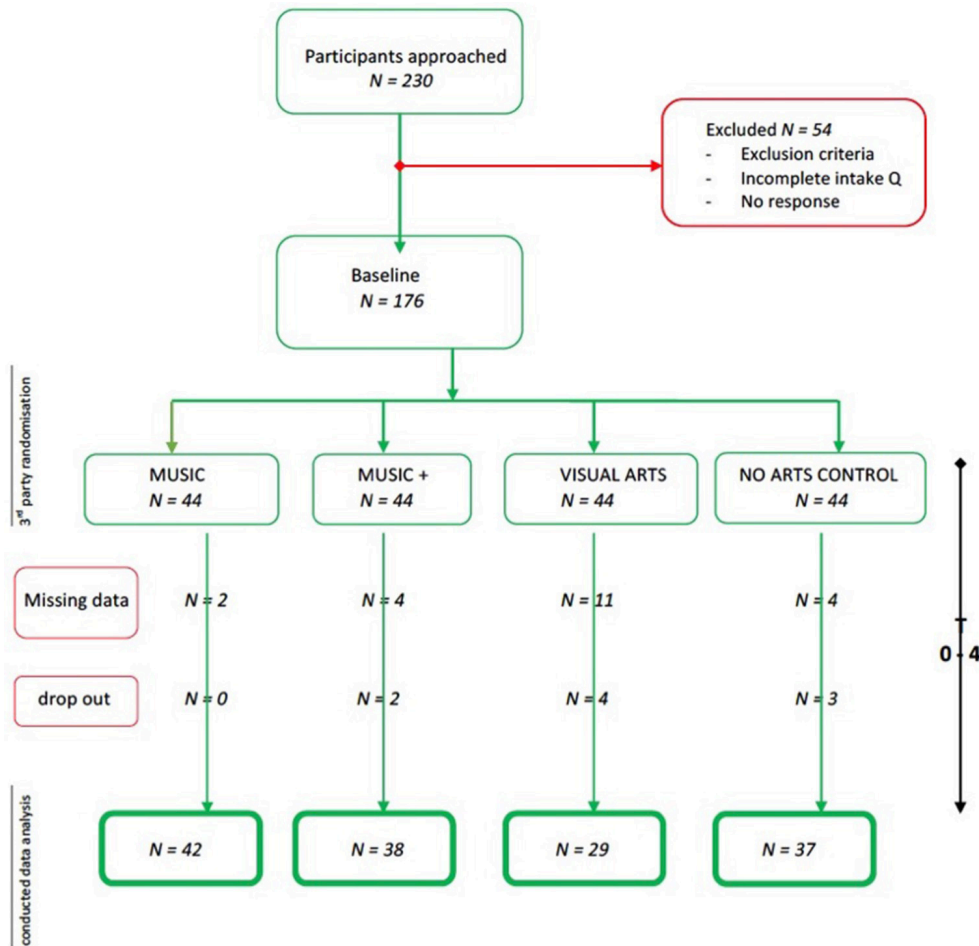 Participants approached
N = 230
Excluded N = 54
- Exclusion criteria
- Incomplete intake Q
- No response
Baseline
N = 176
3rd party randomisation
MUSIC
N = 44
MUSIC +
N = 44
VISUAL ARTS
N = 44
NO ARTS CONTROL
N = 44
Missing data
N = 2
N = 4
N = 11
N = 4
T
0 - 4
drop out
N = 0
N = 2
N = 4
N = 3
conducted data analysis
N = 42
N = 38
N = 29
N = 37